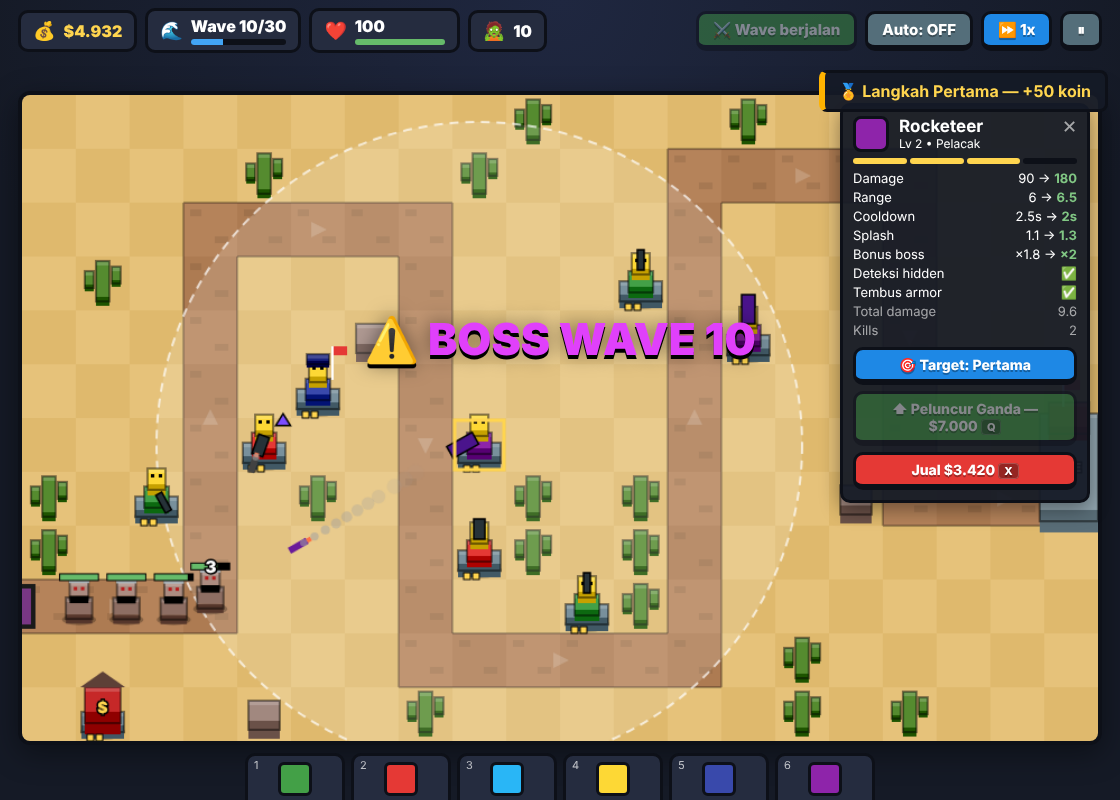 $4.932
Wave 10/30
100
10
Wave berjalan
Auto: OFF
1x
Langkah Pertama — +50 koin
Rocketeer
Lv 2 • Pelacak
Damage 90 → 180
Range 6 → 6.5
Cooldown 2.5s → 2s
Splash 1.1 → 1.3
Bonus boss ×1.8 → ×2
Deteksi hidden ✅
Tembus armor ✅
Total damage 9.6
Kills 2
Target: Pertama
Peluncur Ganda —
$7.000 Q
Jual $3.420 X
BOSS WAVE 10
3
$
1 2 3 4 5 6